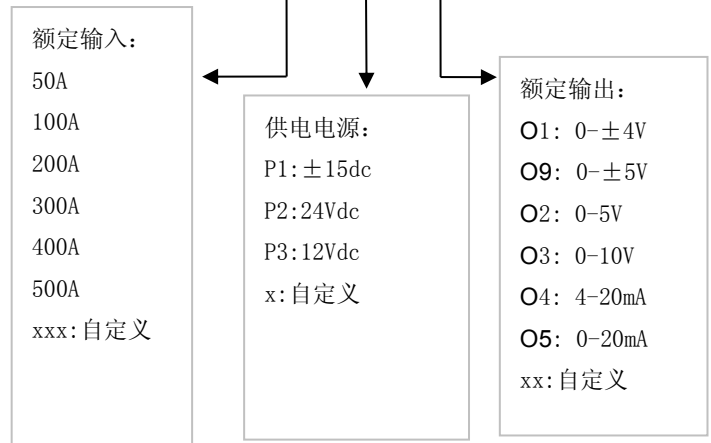 额定输入：
50A
100A
200A
300A
400A
500A
xxx:自定义
供电电源：
P1:±15dc
P2:24Vdc
P3:12Vdc
x:自定义
额定输出：
O1: 0-±4V
O9: 0-±5V
O2: 0-5V
O3: 0-10V
O4: 4-20mA
O5: 0-20mA
xx:自定义